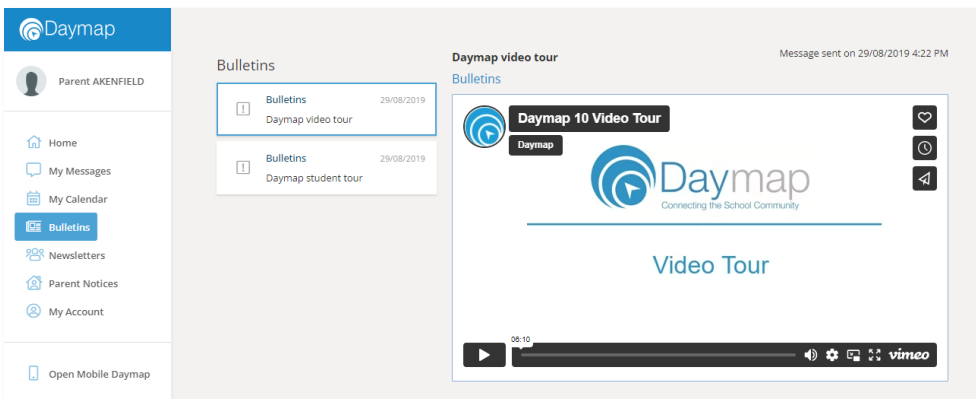 Daymap
Parent AKENFIELD
Home
My Messages
My Calendar
Bulletins
Newsletters
Parent Notices
My Account
Open Mobile Daymap
Bulletins
Bulletins 29/08/2019
Daymap video tour
Bulletins 29/08/2019
Daymap student tour
Daymap video tour Message sent on 29/08/2019 4:22 PM
Bulletins
Daymap 10 Video Tour
Daymap
Daymap
Connecting the School Community
Video Tour
06:10
vimeo